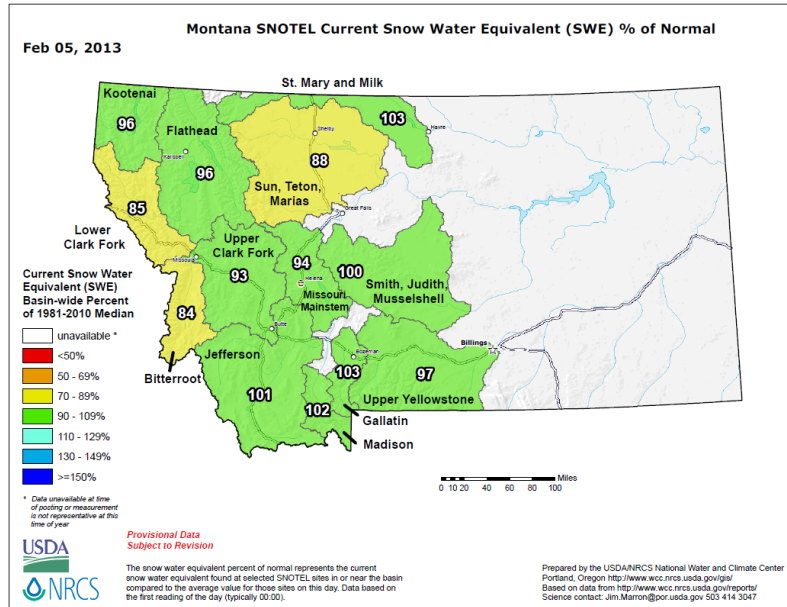 Montana SNOTEL Current Snow Water Equivalent (SWE) % of Normal
Feb 05, 2013
St. Mary and Milk
Kootenai
96
Flathead
Kalispell
96
Shelby
88
Sun, Teton,
Marias
103
Havre
85
Lower
Clark Fork
Great Falls
Missoula
Upper
Clark Fork
93
94
Helena
Missouri
Mainstem
100
Smith, Judith,
Musselshell
84
Bitterroot
Butte
Jefferson
101
Bozeman
103
102
Gallatin
Madison
Billings
97
Upper Yellowstone
Current Snow Water
Equivalent (SWE)
Basin-wide Percent
of 1981-2010 Median
unavailable *
<50%
50 - 69%
70 - 89%
90 - 109%
110 - 129%
130 - 149%
>=150%
* Data unavailable at time
of posting or measurement
is not representative at this
time of year
Miles
0 10 20 40 60 80 100
Provisional Data
Subject to Revision
USDA
NRCS
The snow water equivalent percent of normal represents the current
snow water equivalent found at selected SNOTEL sites in or near the basin
compared to the average value for those sites on this day. Data based on
the first reading of the day (typically 00:00).
Prepared by the USDA/NRCS National Water and Climate Center
Portland, Oregon http://www.wcc.nrcs.usda.gov/gis/
Based on data from http://www.wcc.nrcs.usda.gov/reports/
Science contact: Jim.Marron@por.usda.gov 503 414 3047